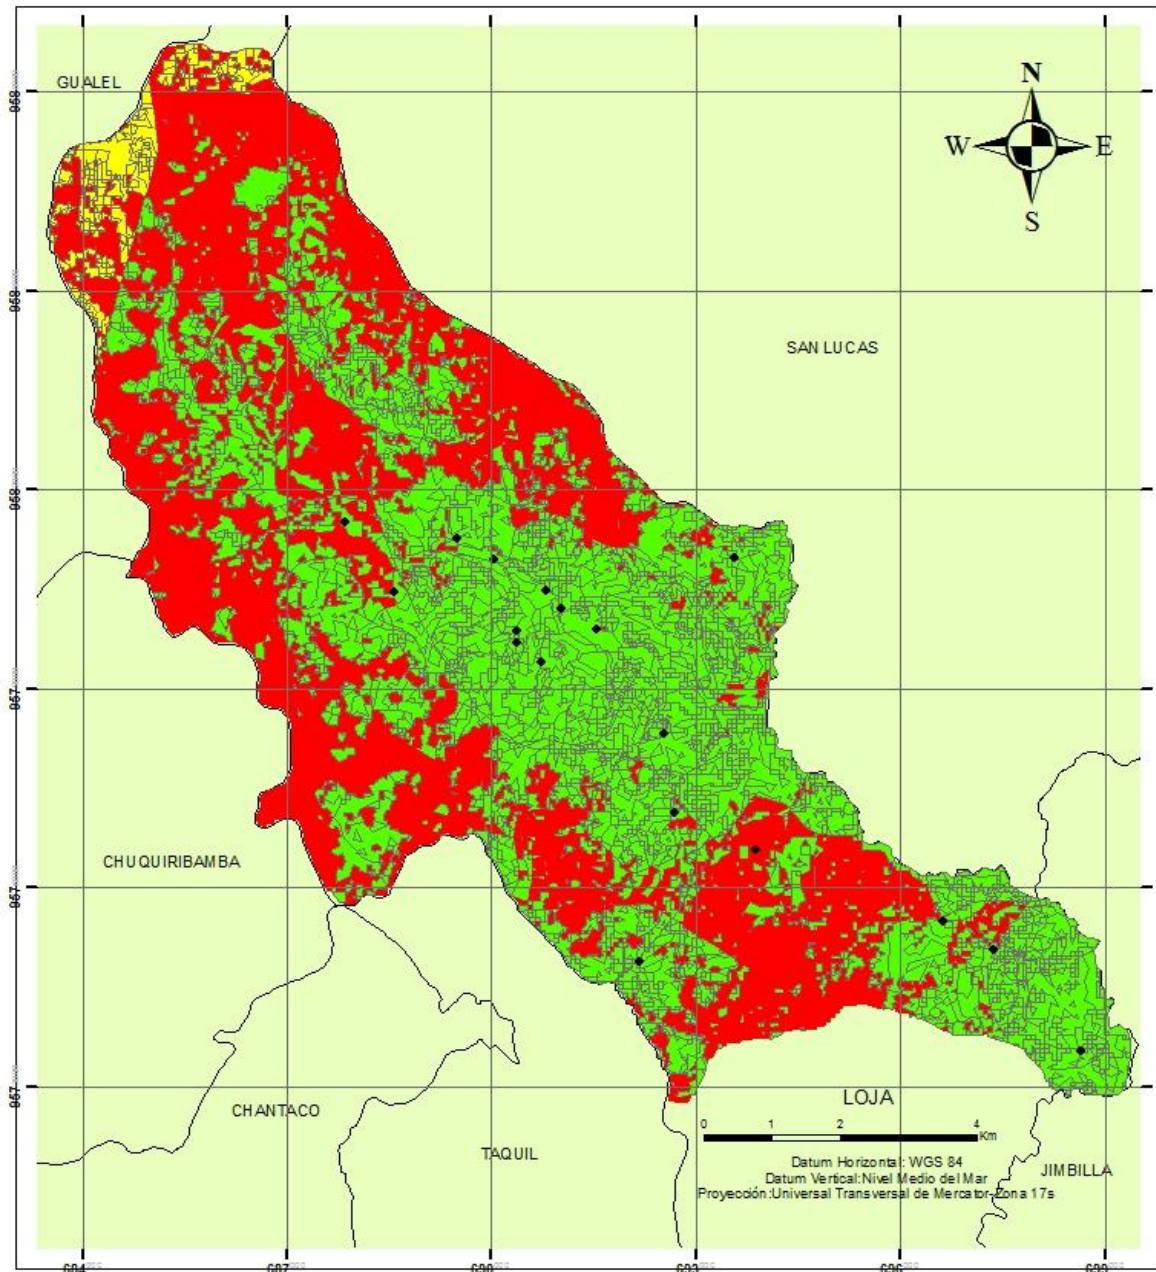 GUALEL
N
W E
S
SAN LUCAS
CHUQUIRIBAMBA
LOJA
CHANTACO
0 1 2 4
Km
TAQUIL
Datum Horizontal: WGS 84
JIMBILLA
Datum Vertical:Nivel Medio del Mar
Proyección:Universal Transversal de Mercator-Zona 17s